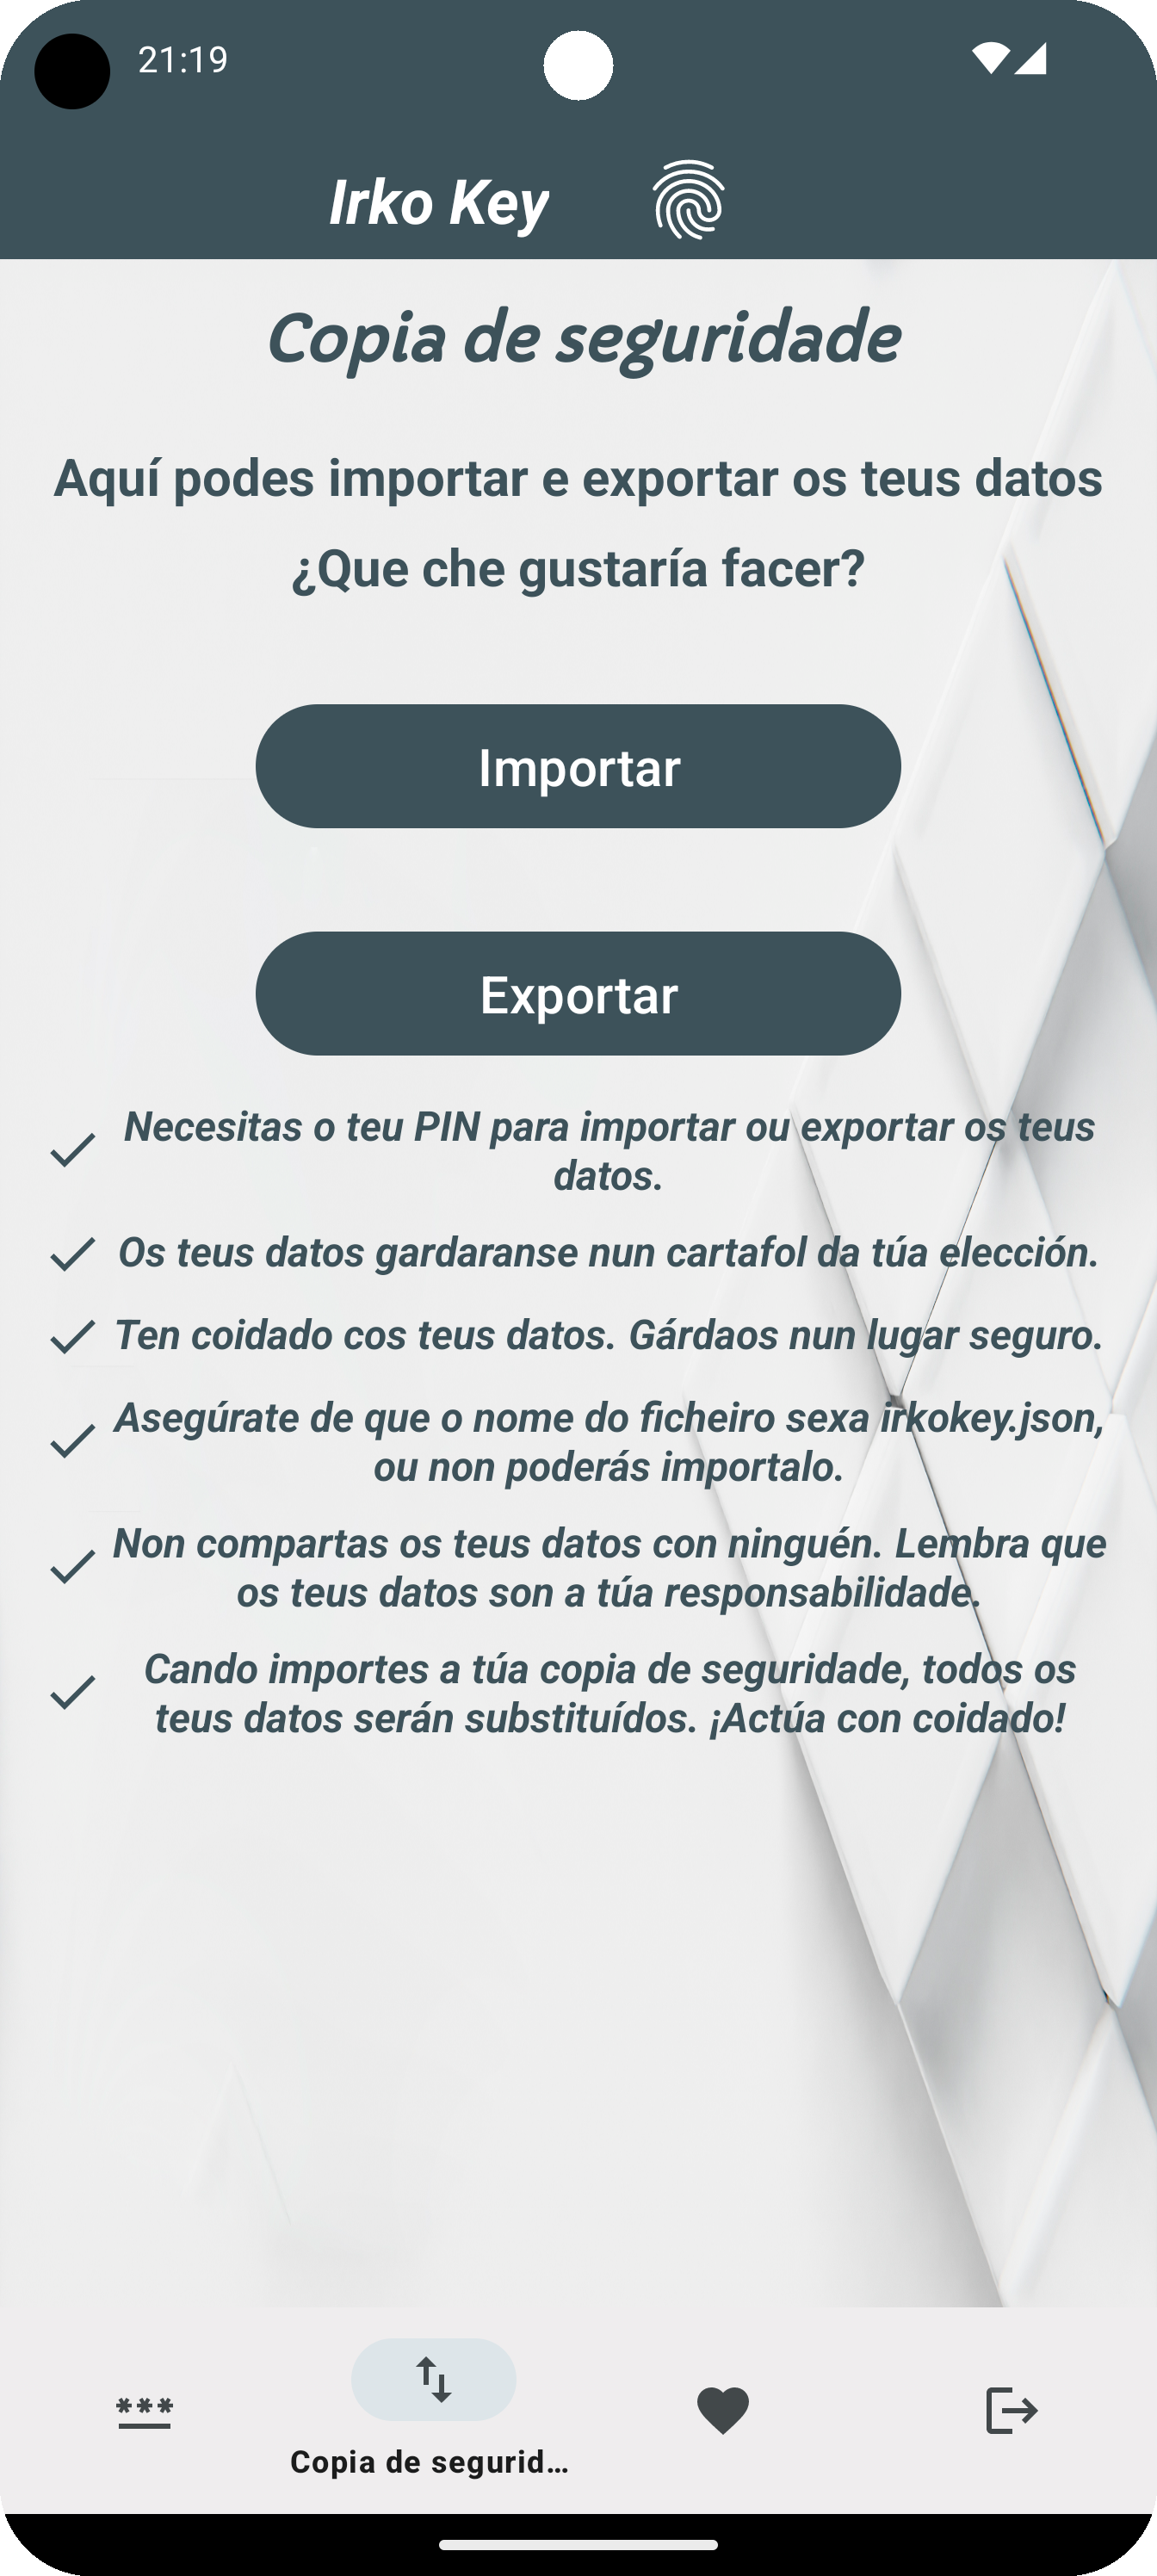 21:19
Irko Key
Copia de seguridade
Aquí podes importar e exportar os teus datos
¿Que che gustaría facer?
Importar
Exportar
Necesitas o teu PIN para importar ou exportar os teus
datos.
Os teus datos gardaranse nun cartafol da túa elección.
Ten coidado cos teus datos. Gárdaos nun lugar seguro.
Asegúrate de que o nome do ficheiro sexa irkokey.json,
ou non poderás importalo.
Non compartas os teus datos con ninguén. Lembra que
os teus datos son a túa responsabilidade.
Cando importes a túa copia de seguridade, todos os
teus datos serán substituídos. ¡Actúa con coidado!
Copia de segurid…